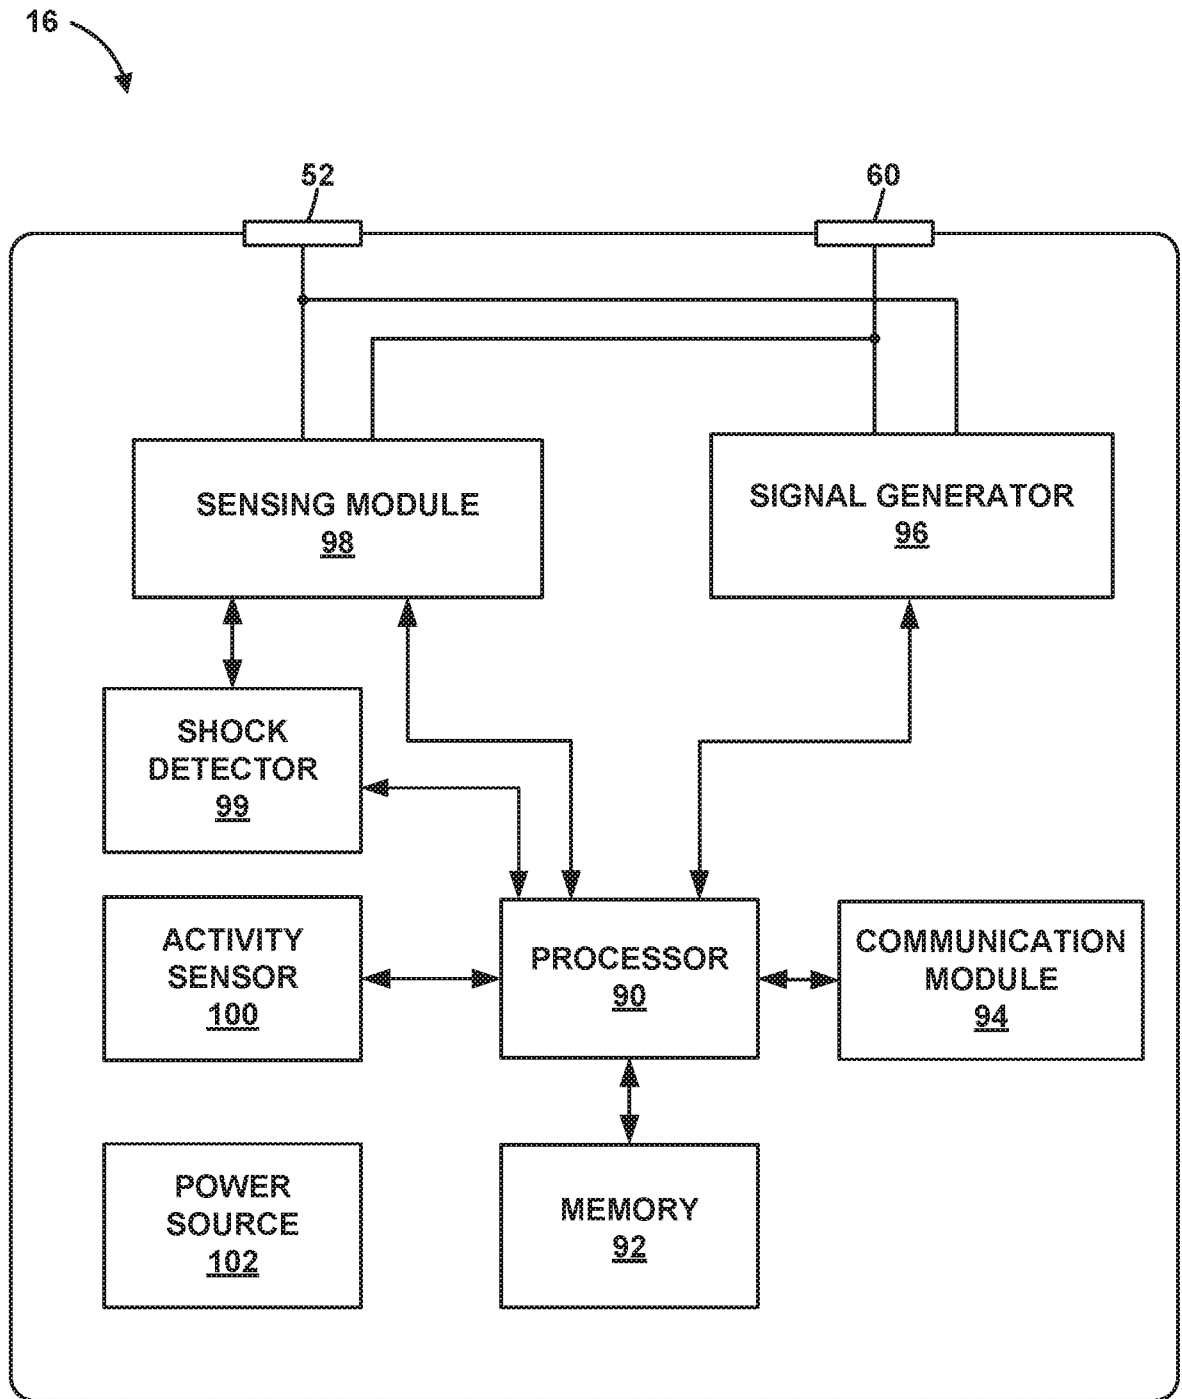 16
52
60
SENSING MODULE
98
SIGNAL GENERATOR
96
SHOCK
DETECTOR
99
ACTIVITY
SENSOR
100
PROCESSOR
90
COMMUNICATION
MODULE
94
POWER
SOURCE
102
MEMORY
92